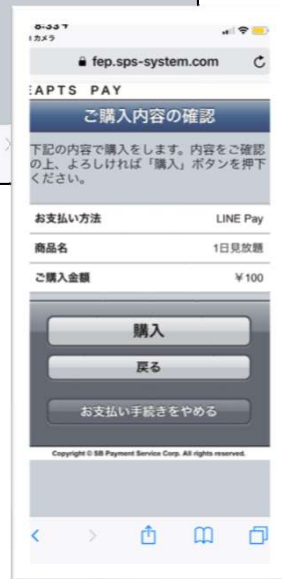 カメラ
fep.sps-system.com
EAPTS PAY
ご購入内容の確認
下記の内容で購入をします。内容をご確認
の上、よろしければ「購入」ボタンを押下
ください。
お支払い方法 LINE Pay
商品名 1日見放題
ご購入金額 ¥100
購入
戻る
お支払い手続きをやめる
Copyright © SB Payment Service Corp. All rights reserved.